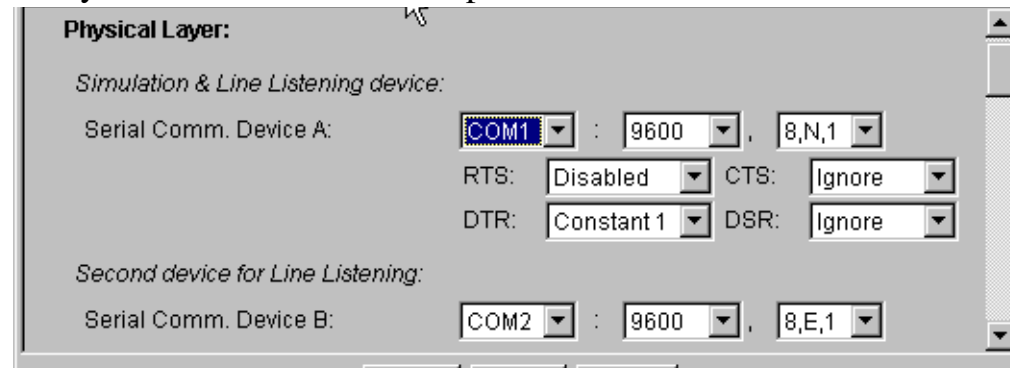 Physical Layer:
Simulation & Line Listening device:
Serial Comm. Device A: COM1 : 9600 , 8,N,1
RTS: Disabled CTS: Ignore
DTR: Constant 1 DSR: Ignore
Second device for Line Listening:
Serial Comm. Device B: COM2 : 9600 , 8,E,1